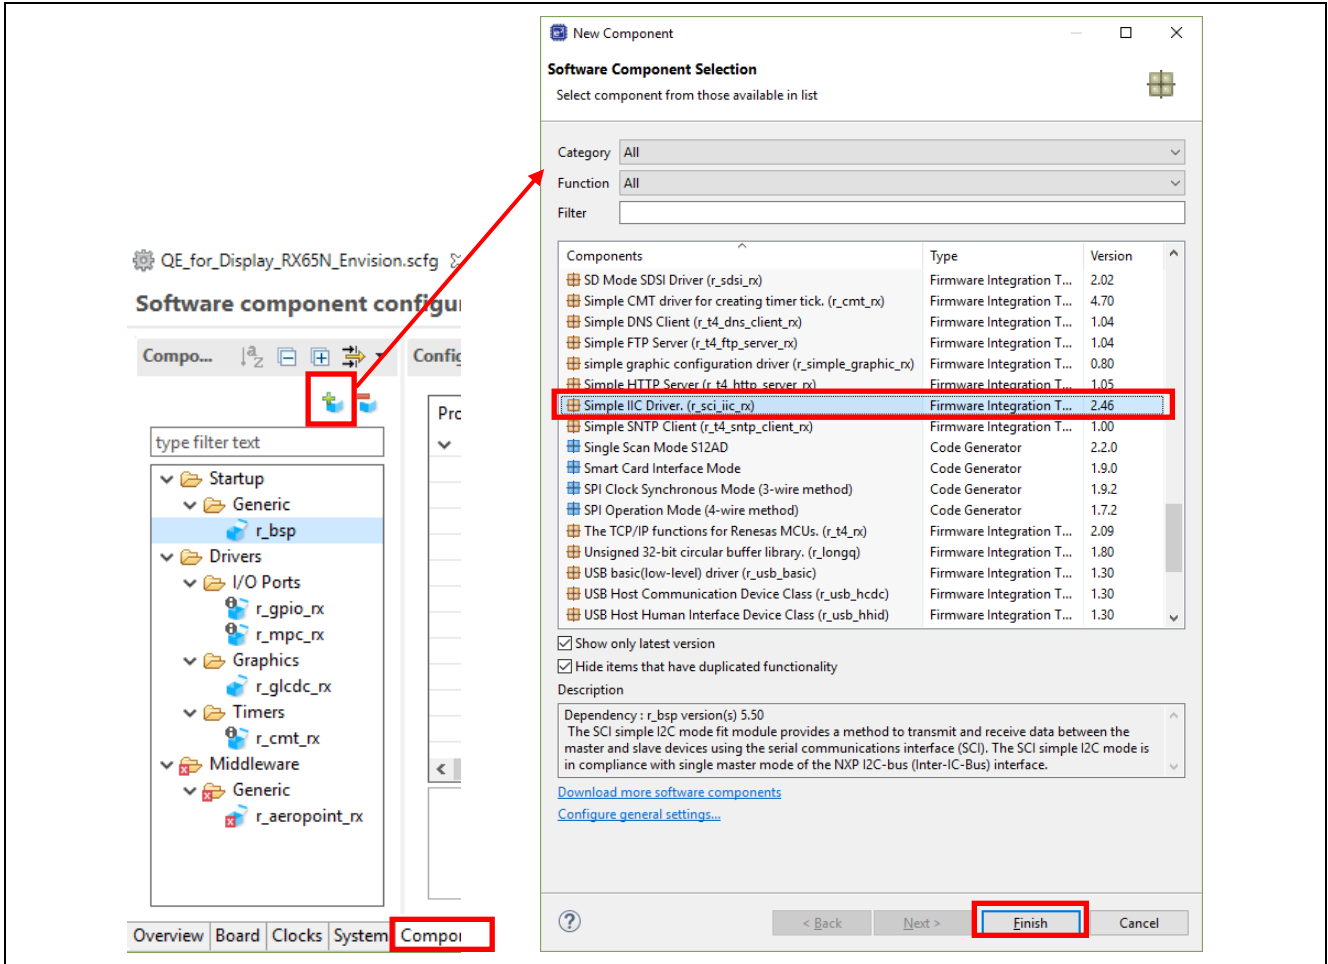 QE_for_Display_RX65N_Envision.scfg
Software component configu
Compo...
Config
Pro
type filter text
Startup
Generic
r_bsp
Drivers
I/O Ports
r_gpio_rx
r_mpc_rx
Graphics
r_glcdc_rx
Timers
r_cmt_rx
Middleware
Generic
r_aeropoint_rx
Overview Board Clocks System Compor
New Component
Software Component Selection
Select component from those available in list
Category All
Function All
Filter
Components Type Version
SD Mode SDSI Driver (r_sdsi_rx) Firmware Integration T... 2.02
Simple CMT driver for creating timer tick. (r_cmt_rx) Firmware Integration T... 4.70
Simple DNS Client (r_t4_dns_client_rx) Firmware Integration T... 1.04
Simple FTP Server (r_t4_ftp_server_rx) Firmware Integration T... 1.04
simple graphic configuration driver (r_simple_graphic_rx) Firmware Integration T... 0.80
Simple HTTP Server (r_t4_http_server_rx) Firmware Integration T... 1.05
Simple IIC Driver. (r_sci_iic_rx) Firmware Integration T... 2.46
Simple SNTP Client (r_t4_sntp_client_rx) Firmware Integration T... 1.00
Single Scan Mode S12AD Code Generator 2.2.0
Smart Card Interface Mode Code Generator 1.9.0
SPI Clock Synchronous Mode (3-wire method) Code Generator 1.9.2
SPI Operation Mode (4-wire method) Code Generator 1.7.2
The TCP/IP functions for Renesas MCUs. (r_t4_rx) Firmware Integration T... 2.09
Unsigned 32-bit circular buffer library. (r_longq) Firmware Integration T... 1.80
USB basic(low-level) driver (r_usb_basic) Firmware Integration T... 1.30
USB Host Communication Device Class (r_usb_hcdc) Firmware Integration T... 1.30
USB Host Human Interface Device Class (r_usb_hhid) Firmware Integration T... 1.30
Show only latest version
Hide items that have duplicated functionality
Description
Dependency : r_bsp version(s) 5.50
The SCI simple I2C mode fit module provides a method to transmit and receive data between the
master and slave devices using the serial communications interface (SCI). The SCI simple I2C mode is
in compliance with single master mode of the NXP I2C-bus (Inter-IC-Bus) interface.
Download more software components
Configure general settings...
< Back Next > Finish Cancel